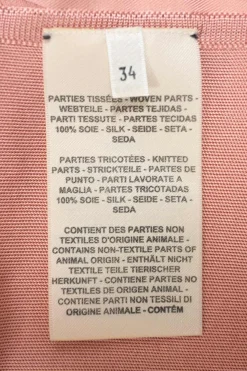 34
PARTIES TISSÉES - WOVEN PARTS -
WEBTEILE - PARTES TEJIDAS -
PARTI TESSUTE - PARTES TECIDAS
100% SOIE - SILK - SEIDE - SETA -
SEDA
PARTIES TRICOTÉES - KNITTED
PARTS - STRICKTEILE - PARTES DE
PUNTO - PARTI LAVORATE A
MAGLIA - PARTES TRICOTADAS
100% SOIE - SILK - SEIDE - SETA -
SEDA
CONTIENT DES PARTIES NON
TEXTILES D'ORIGINE ANIMALE -
CONTAINS NON-TEXTILE PARTS OF
ANIMAL ORIGIN - ENTHÄLT NICHT
TEXTILE TEILE TIERISCHER
HERKUNFT - CONTIENE PARTES NO
TEXTILES DE ORIGEN ANIMAL -
CONTIENE PARTI NON TESSILI DI
ORIGINE ANIMALE - CONTÉM